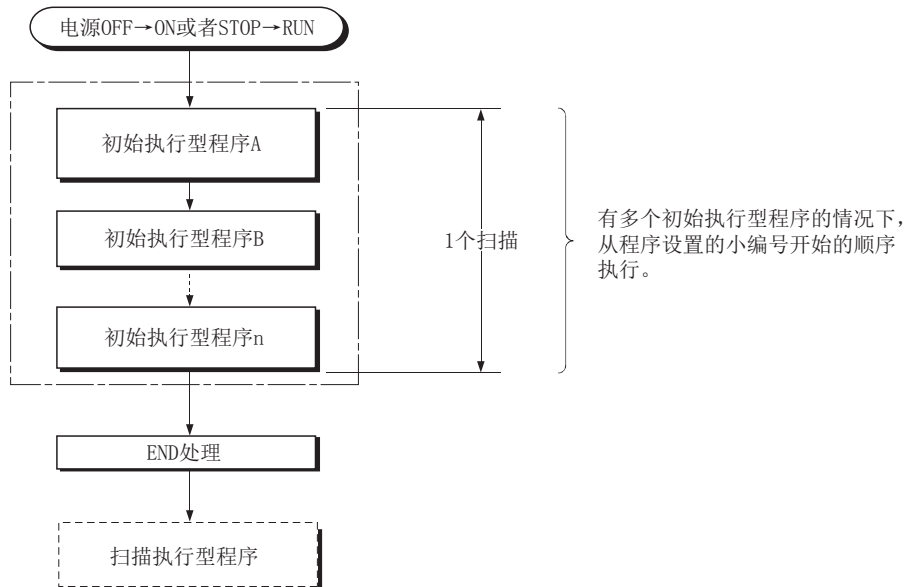 电源OFF→ON或者STOP→RUN
初始执行型程序A
初始执行型程序B
1个扫描
有多个初始执行型程序的情况下，
从程序设置的小编号开始的顺序
执行。
初始执行型程序n
END处理
扫描执行型程序